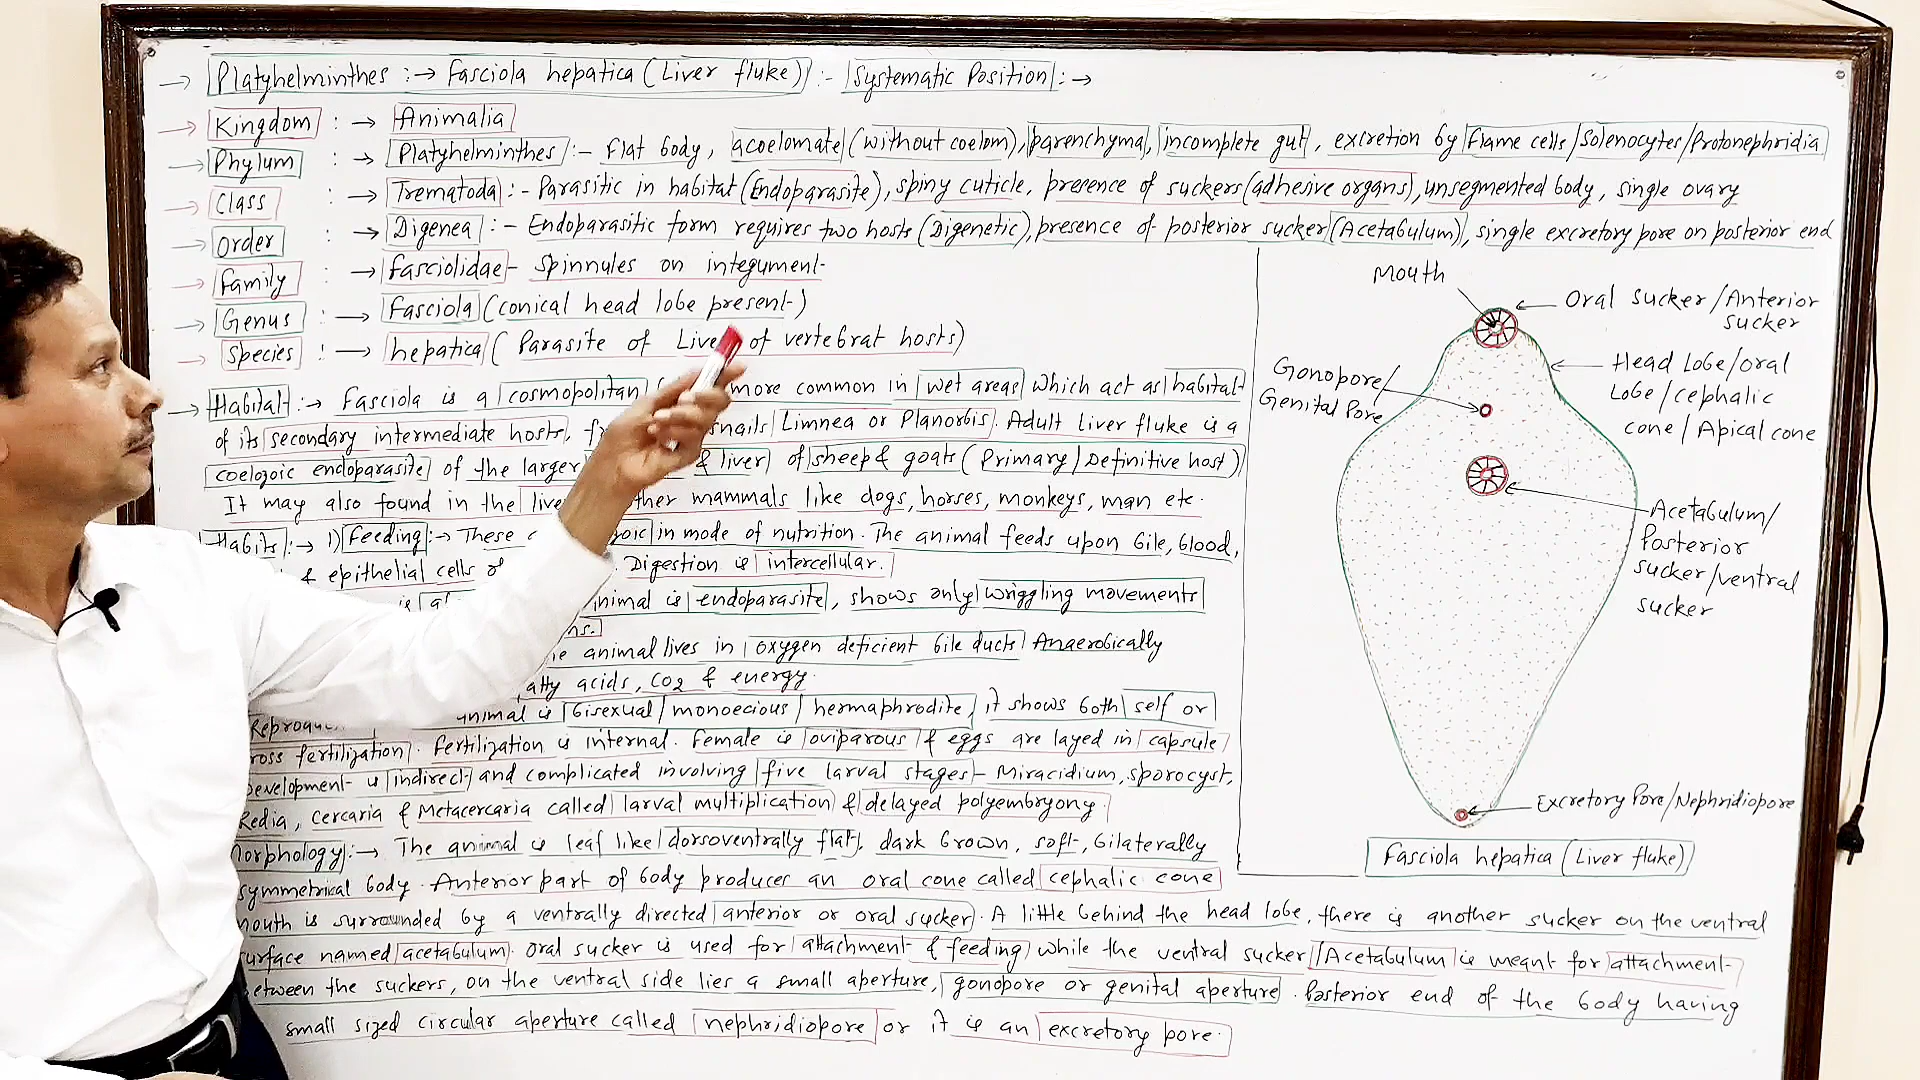 → Platyhelminthes :→ Fasciola hepatica (Liver fluke) :- Systematic Position :→
→ Kingdom : → Animalia
→ Phylum : → Platyhelminthes :- Flat body, acoelomate (without coelom), parenchyma, incomplete gut, excretion by Flame cells/Solenocytes/Protonephridia
→ Class : → Trematoda :- Parasitic in habitat (Endoparasite), spiny cuticle, presence of suckers (adhesive organs), unsegmented body, single ovary
→ Order : → Digenea :- Endoparasitic form requires two hosts (Digenetic), presence of posterior sucker (Acetabulum), single excretory pore on posterior end
→ Family : → Fasciolidae - Spinnules on integument
→ Genus : → Fasciola (conical head lobe present)
→ Species : → hepatica ( Parasite of Live of vertebrat hosts)
→ Habitat :→ Fasciola is a cosmopolitan more common in wet areas which act as habitat
of its secondary intermediate hosts, snails Limnea or Planorbis. Adult liver fluke is a
coelozoic endoparasite of the larger & liver of sheep & goats (Primary/Definitive host)
It may also found in the mammals like dogs, horses, monkeys, man etc.
Habits :→ 1) Feeding :→ These in mode of nutrition. The animal feeds upon bile, blood,
& epithelial cells Digestion is intercellular.
is endoparasite, shows only wriggling movements
animal lives in oxygen deficient bile ducts Anaerobically
acids, CO2 & energy.
is bisexual/monoecious/hermaphrodite, it shows both self or
fertilization. Fertilization is internal. Female is oviparous & eggs are layed in capsule
is indirect and complicated involving five larval stages - Miracidium, sporocyst,
Redia, cercaria & Metacercaria called larval multiplication & delayed polyembryony
:→ The animal is leaf like dorsoventrally flat, dark brown, soft, bilaterally
symmetrical body. Anterior part of body produces an oral cone called cephalic cone
is surrounded by a ventrally directed anterior or oral sucker. A little behind the head lobe, there is another sucker on the ventral
named acetabulum. Oral sucker is used for attachment & feeding while the ventral sucker/Acetabulum is meant for attachment
the suckers, on the ventral side lies a small aperture, gonopore or genital aperture. Posterior end of the body having
small sized circular aperture called nephridiopore or it is an excretory pore.
Mouth
Oral sucker/Anterior
sucker
Gonopore/
Genital Pore
Head Lobe/oral
Lobe/cephalic
cone/Apical cone
Acetabulum/
Posterior
sucker/ventral
sucker
Excretory Pore/Nephridiopore
Fasciola hepatica (Liver fluke)